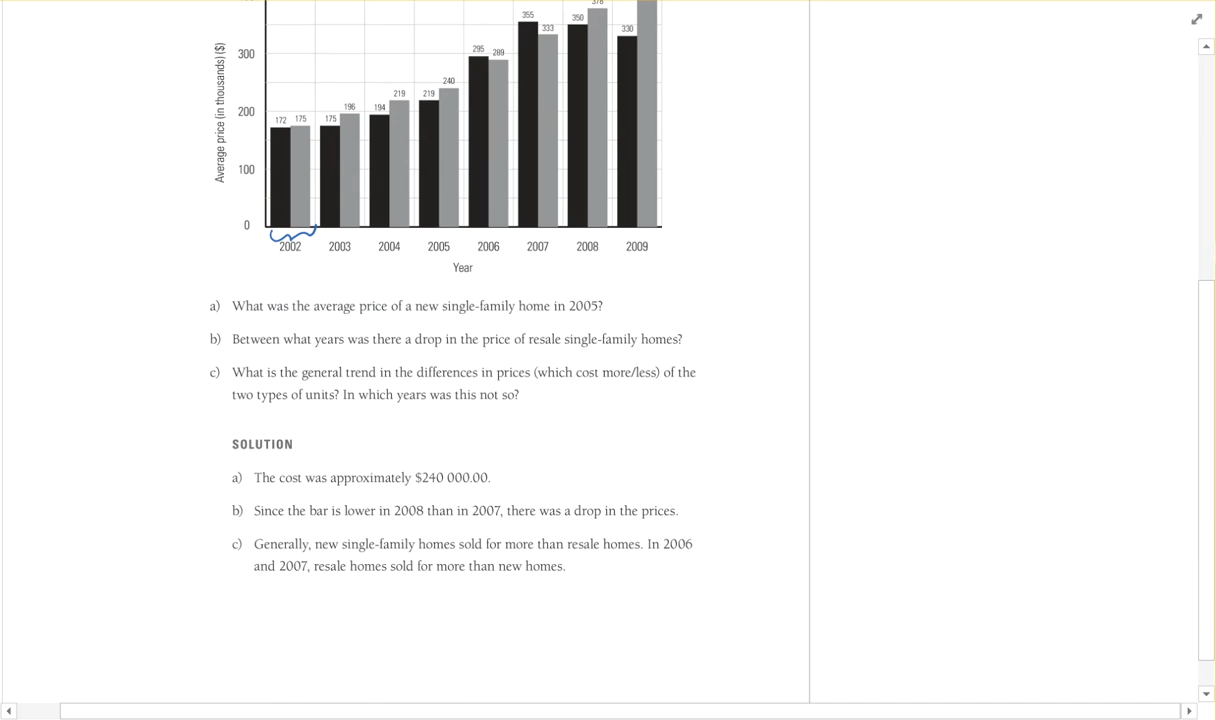 378
355
350
333
330
Average price (in thousands) ($)
300
295
289
240
219
219
200
196
194
175
175
172
100
0
2002 2003 2004 2005 2006 2007 2008 2009
Year
a) What was the average price of a new single-family home in 2005?
b) Between what years was there a drop in the price of resale single-family homes?
c) What is the general trend in the differences in prices (which cost more/less) of the
two types of units? In which years was this not so?
SOLUTION
a) The cost was approximately $240 000.00.
b) Since the bar is lower in 2008 than in 2007, there was a drop in the prices.
c) Generally, new single-family homes sold for more than resale homes. In 2006
and 2007, resale homes sold for more than new homes.